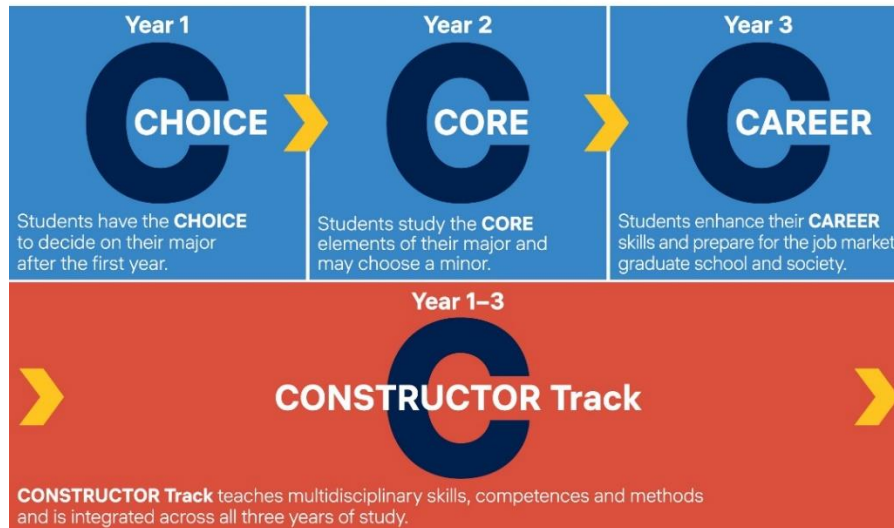 Year 1
CHOICE
Students have the CHOICE
to decide on their major
after the first year.
Year 2
CORE
Students study the CORE
elements of their major and
may choose a minor.
Year 3
CAREER
Students enhance their CAREER
skills and prepare for the job market
graduate school and society.
Year 1–3
CONSTRUCTOR Track
CONSTRUCTOR Track teaches multidisciplinary skills, competences and methods
and is integrated across all three years of study.